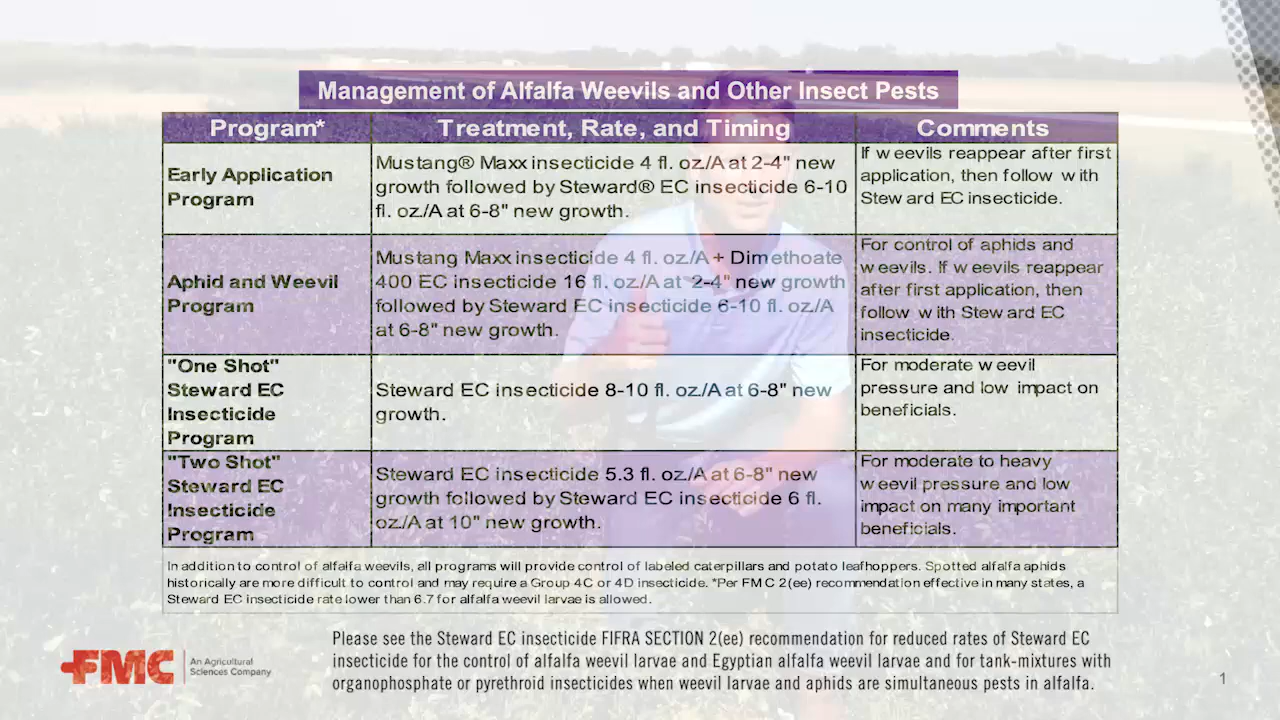 Management of Alfalfa Weevils and Other Insect Pests
Program*
Treatment, Rate, and Timing
Comments
Early Application
Program
Mustang® Maxx insecticide 4 fl. oz./A at 2-4" new
growth followed by Steward® EC insecticide 6-10
fl. oz./A at 6-8" new growth.
If weevils reappear after first
application, then follow with
Steward EC insecticide.
Aphid and Weevil
Program
Mustang Maxx insecticide 4 fl. oz./A + Dimethoate
400 EC insecticide 16 fl. oz./A at 2-4" new growth
followed by Steward EC insecticide 6-10 fl. oz./A
at 6-8" new growth.
For control of aphids and
weevils. If weevils reappear
after first application, then
follow with Steward EC
insecticide.
"One Shot"
Steward EC
Insecticide
Program
Steward EC insecticide 8-10 fl. oz./A at 6-8" new
growth.
For moderate weevil
pressure and low impact on
beneficials.
"Two Shot"
Steward EC
Insecticide
Program
Steward EC insecticide 5.3 fl. oz./A at 6-8" new
growth followed by Steward EC insecticide 6 fl.
oz./A at 10" new growth.
For moderate to heavy
weevil pressure and low
impact on many important
beneficials.
In addition to control of alfalfa weevils, all programs will provide control of labeled caterpillars and potato leafhoppers. Spotted alfalfa aphids
historically are more difficult to control and may require a Group 4C or 4D insecticide. *Per FMC 2(ee) recommendation effective in many states, a
Steward EC insecticide rate lower than 6.7 for alfalfa weevil larvae is allowed.
FMC
An Agricultural
Sciences Company
Please see the Steward EC insecticide FIFRA SECTION 2(ee) recommendation for reduced rates of Steward EC
insecticide for the control of alfalfa weevil larvae and Egyptian alfalfa weevil larvae and for tank-mixtures with
organophosphate or pyrethroid insecticides when weevil larvae and aphids are simultaneous pests in alfalfa.
1